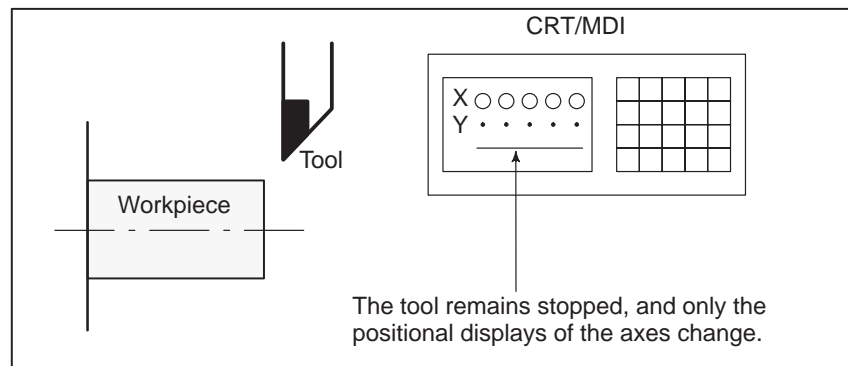 CRT/MDI
X
Y
Tool
Workpiece
The tool remains stopped, and only the
positional displays of the axes change.